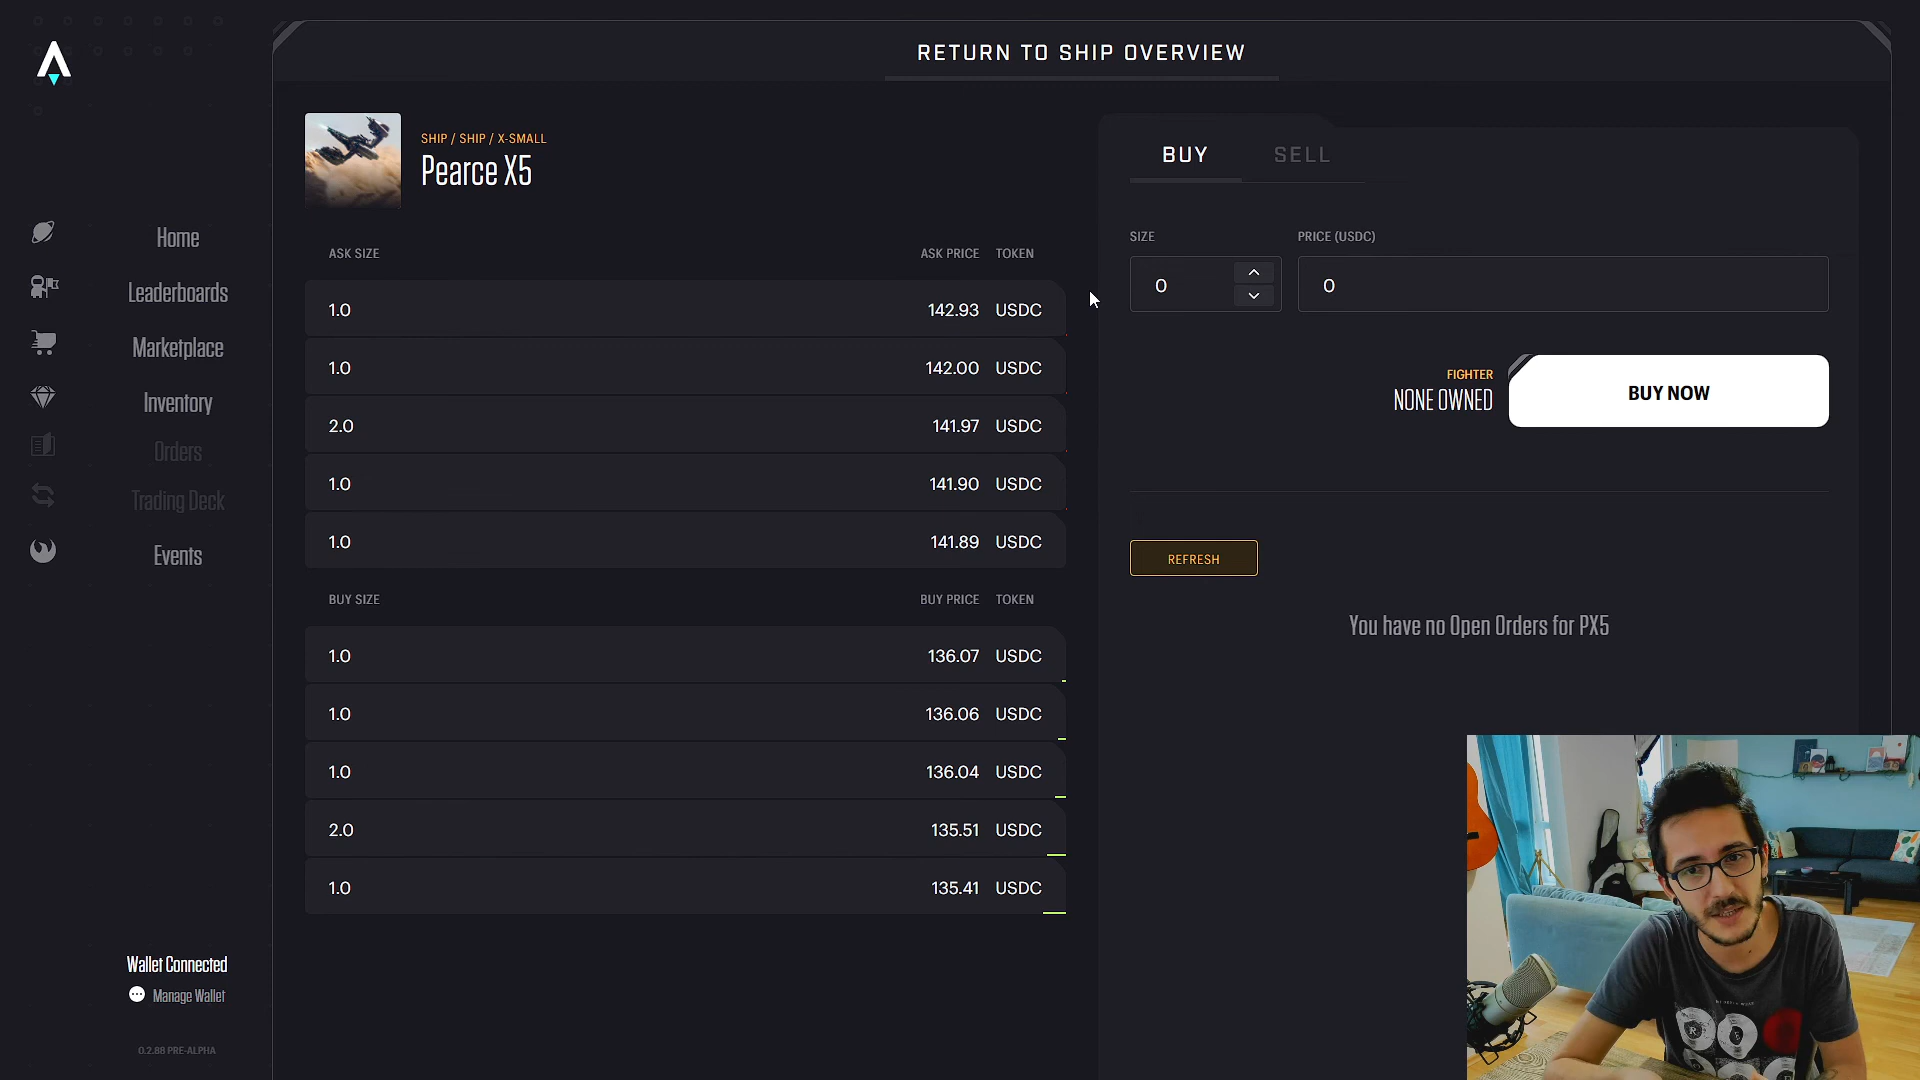 RETURN TO SHIP OVERVIEW
SHIP / SHIP / X-SMALL
Pearce X5
Home
Leaderboards
Marketplace
Inventory
Orders
Trading Deck
Events
Wallet Connected
Manage Wallet
0.2.88 PRE-ALPHA
ASK SIZE ASK PRICE TOKEN
1.0 142.93 USDC
1.0 142.00 USDC
2.0 141.97 USDC
1.0 141.90 USDC
1.0 141.89 USDC
BUY SIZE BUY PRICE TOKEN
1.0 136.07 USDC
1.0 136.06 USDC
1.0 136.04 USDC
2.0 135.51 USDC
1.0 135.41 USDC
BUY SELL
SIZE PRICE (USDC)
0 0
FIGHTER
NONE OWNED
BUY NOW
REFRESH
You have no Open Orders for PX5